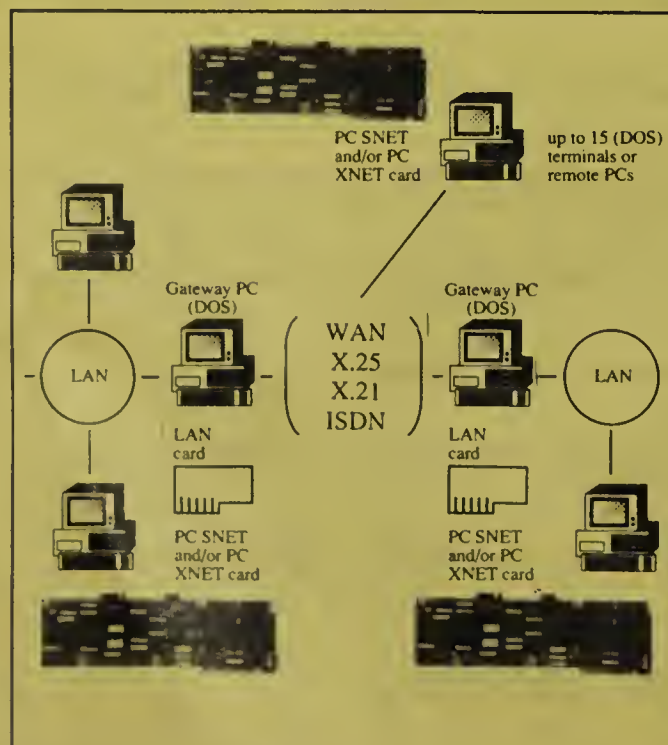 PC SNET
and/or PC
XNET card
up to 15 (DOS)
terminals or
remote PCs
Gateway PC
(DOS)
Gateway PC
(DOS)
WAN
X.25
X.21
ISDN
LAN
LAN
LAN
card
LAN
card
PC SNET
and/or PC
XNET card
PC SNET
and/or PC
XNET card